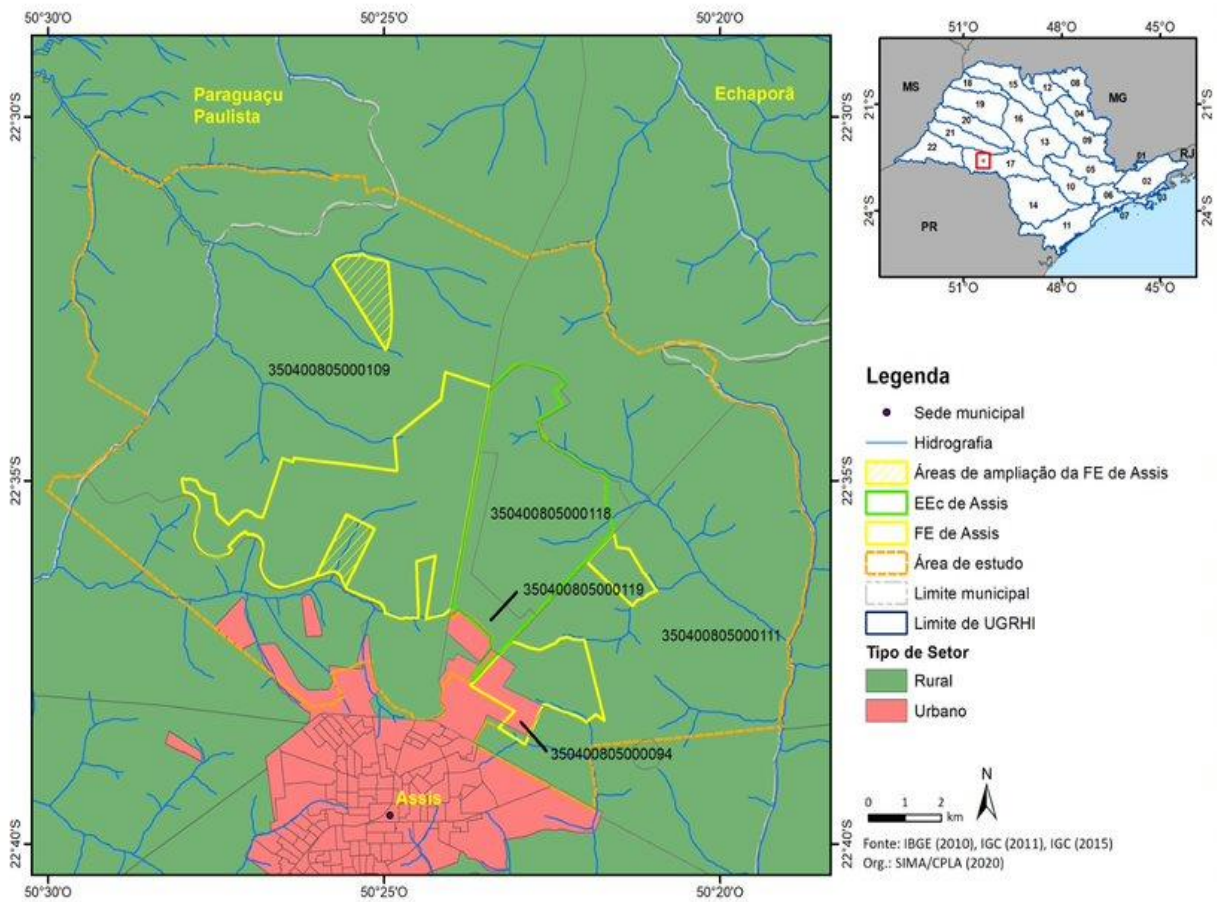 50°30'O
50°25'O
50°20'O
22°30'S
22°35'S
22°40'S
Paraguaçu
Paulista
Echaporã
350400805000109
350400805000118
350400805000119
350400805000111
350400805000094
Assis
22°30'S
22°35'S
22°40'S
50°30'O
50°25'O
50°20'O
51°O
48°O
45°O
21°S
24°S
MS
MG
RJ
PR
18
15
12
08
19
04
20
16
21
13
09
22
01
17
05
02
10
06
03
14
07
11
21°S
24°S
51°O
48°O
45°O
Legenda
Sede municipal
Hidrografia
Áreas de ampliação da FE de Assis
EEc de Assis
FE de Assis
Área de estudo
Limite municipal
Limite de UGRHI
Tipo de Setor
Rural
Urbano
N
0 1 2
km
Fonte: IBGE (2010), IGC (2011), IGC (2015)
Org.: SIMA/CPLA (2020)